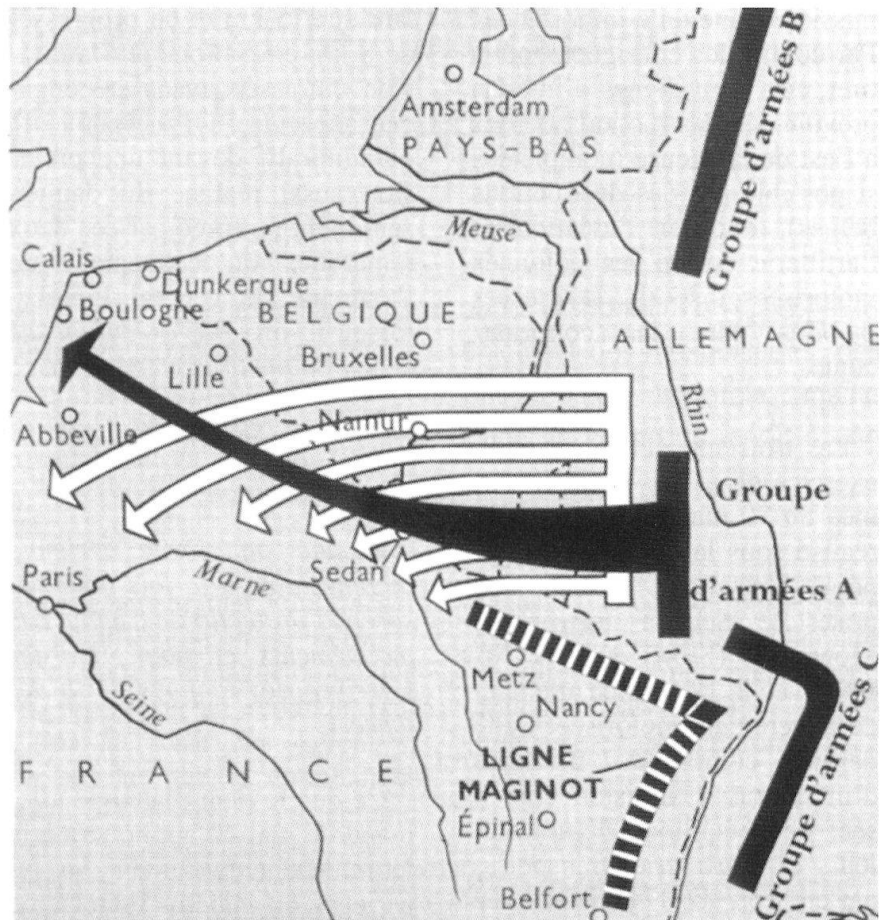 Groupe d'armées B
Amsterdam
PAYS-BAS
Meuse
Calais
Dunkerque
Boulogne
BELGIQUE
ALLEMAGNE
Bruxelles
Lille
Rhin
Abbeville
Namur
Groupe
d'armées A
Sedan
Paris
Marne
Metz
Seine
Nancy
LIGNE
MAGINOT
FRANCE
Épinal
Groupe d'armées C
Belfort